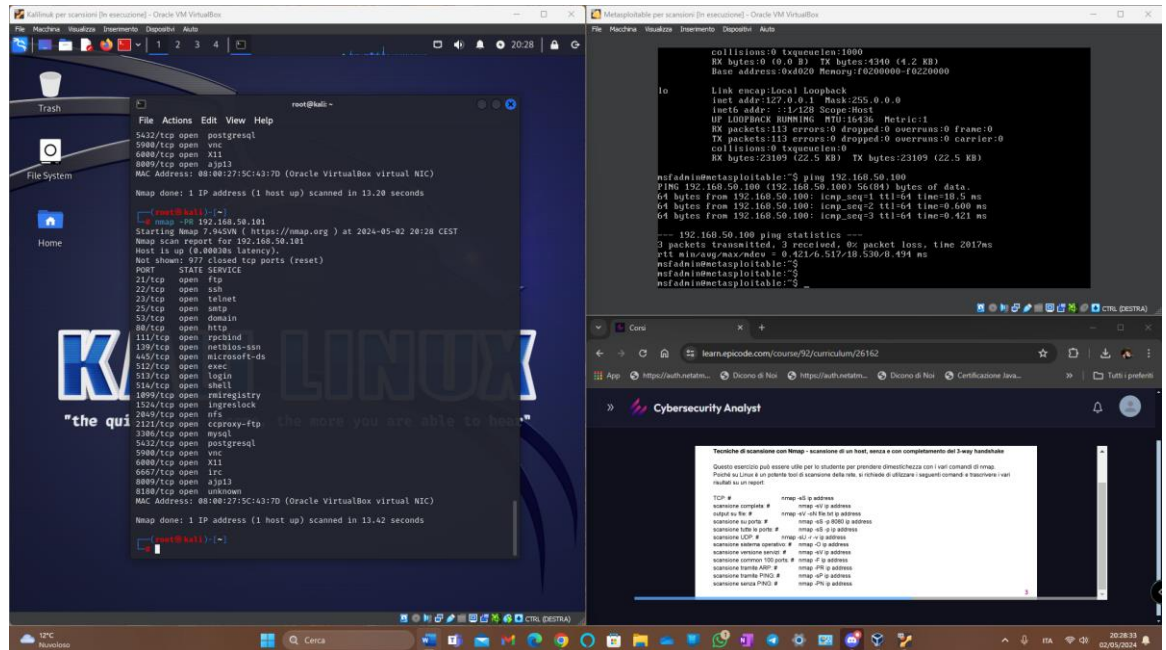 Kalilinuk per scansioni [In esecuzione] - Oracle VM VirtualBox
File Macchina Visualizza Inserimento Dispositivi Aiuto
1 2 3 4
20:28
Trash
File System
Home
root@kali: ~
File Actions Edit View Help
5432/tcp open postgresql
5900/tcp open vnc
6000/tcp open X11
8009/tcp open ajp13
MAC Address: 08:00:27:5C:43:7D (Oracle VirtualBox virtual NIC)
Nmap done: 1 IP address (1 host up) scanned in 13.20 seconds
(root@kali)-[~]
# nmap -PR 192.168.50.101
Starting Nmap 7.94SVN ( https://nmap.org ) at 2024-05-02 20:28 CEST
Nmap scan report for 192.168.50.101
Host is up (0.00030s latency).
Not shown: 977 closed tcp ports (reset)
PORT STATE SERVICE
21/tcp open ftp
22/tcp open ssh
23/tcp open telnet
25/tcp open smtp
53/tcp open domain
80/tcp open http
111/tcp open rpcbind
139/tcp open netbios-ssn
445/tcp open microsoft-ds
512/tcp open exec
513/tcp open login
514/tcp open shell
1099/tcp open rmiregistry
1524/tcp open ingreslock
2049/tcp open nfs
2121/tcp open ccproxy-ftp
3306/tcp open mysql
5432/tcp open postgresql
5900/tcp open vnc
6000/tcp open X11
6667/tcp open irc
8009/tcp open ajp13
8180/tcp open unknown
MAC Address: 08:00:27:5C:43:7D (Oracle VirtualBox virtual NIC)
Nmap done: 1 IP address (1 host up) scanned in 13.42 seconds
(root@kali)-[~]
#
KALI LINUX
"the qui the more you are able to hear"
CTRL (DESTRA)
Metasploitable per scansioni [In esecuzione] - Oracle VM VirtualBox
File Macchina Visualizza Inserimento Dispositivi Aiuto
collisions:0 txqueuelen:1000
RX bytes:0 (0.0 B) TX bytes:4340 (4.2 KB)
Base address:0xd020 Memory:f0200000-f0220000
lo Link encap:Local Loopback
inet addr:127.0.0.1 Mask:255.0.0.0
inet6 addr: ::1/128 Scope:Host
UP LOOPBACK RUNNING MTU:16436 Metric:1
RX packets:113 errors:0 dropped:0 overruns:0 frame:0
TX packets:113 errors:0 dropped:0 overruns:0 carrier:0
collisions:0 txqueuelen:0
RX bytes:23109 (22.5 KB) TX bytes:23109 (22.5 KB)
msfadmin@metasploitable:~$ ping 192.168.50.100
PING 192.168.50.100 (192.168.50.100) 56(84) bytes of data.
64 bytes from 192.168.50.100: icmp_seq=1 ttl=64 time=18.5 ms
64 bytes from 192.168.50.100: icmp_seq=2 ttl=64 time=0.600 ms
64 bytes from 192.168.50.100: icmp_seq=3 ttl=64 time=0.421 ms
--- 192.168.50.100 ping statistics ---
3 packets transmitted, 3 received, 0% packet loss, time 2017ms
rtt min/avg/max/mdev = 0.421/6.517/18.530/8.494 ms
msfadmin@metasploitable:~$
msfadmin@metasploitable:~$
msfadmin@metasploitable:~$ _
CTRL (DESTRA)
Corsi
learn.epicode.com/course/92/curriculum/26162
App https://auth.netatm... Dicono di Noi https://auth.netatm... Dicono di Noi Certificazione Java... Tutti i preferiti
Cybersecurity Analyst
Tecniche di scansione con Nmap - scansione di un host, senza e con completamento del 3-way handshake
Questo esercizio può essere utile per lo studente per prendere dimestichezza con i vari comandi di nmap.
Poiché su Linux è un potente tool di scansione della rete, si richiede di utilizzare i seguenti comandi e trascrivere i vari
risultati su un report:
TCP: # nmap -sS ip address
scansione completa: # nmap -sV ip address
output su file: # nmap -sV -oN file.txt ip address
scansione su porta: # nmap -sS -p 8080 ip address
scansione tutte le porte: # nmap -sS -p ip address
scansione UDP: # nmap -sU -r -v ip address
scansione sistema operativo: # nmap -O ip address
scansione versione servizi: # nmap -sV ip address
scansione common 100 ports: # nmap -F ip address
scansione tramite ARP: # nmap -PR ip address
scansione tramite PING: # nmap -sP ip address
scansione senza PING: # nmap -PN ip address
3
12°C
Nuvoloso
Cerca
ITA
20:28:33
02/05/2024